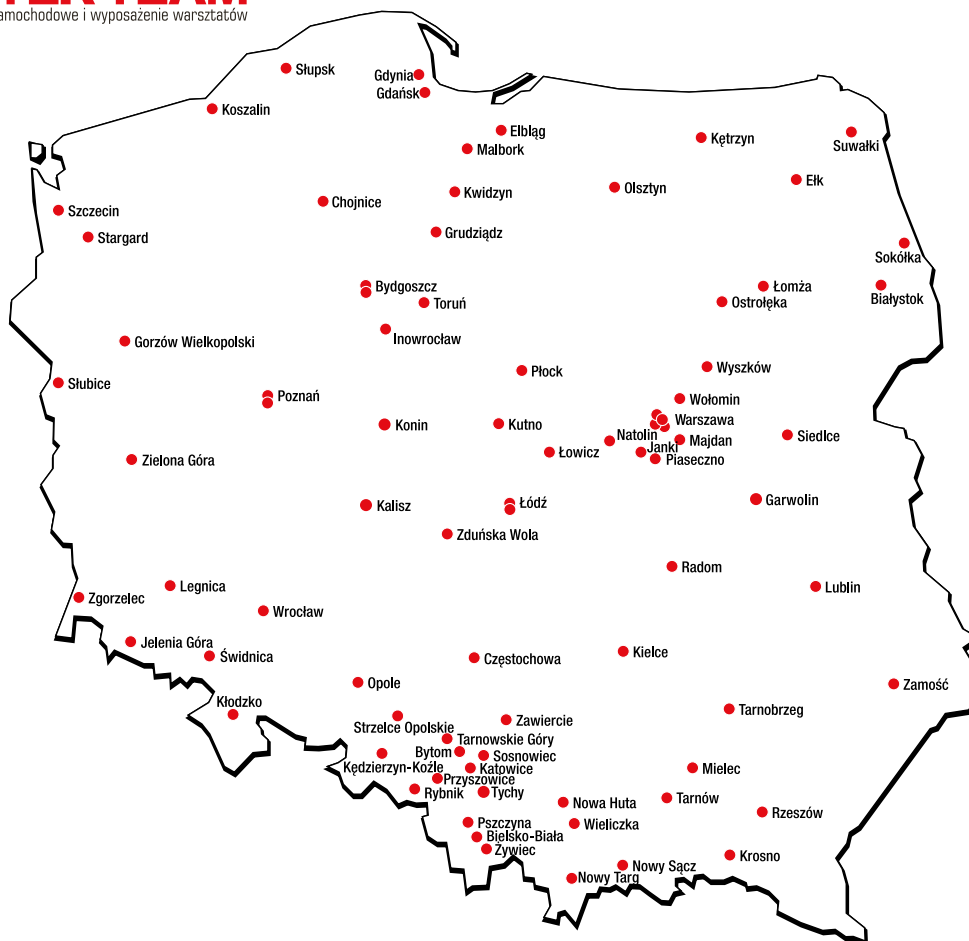 TEAM
amochodowe i wyposażenie warsztatów
Słupsk
Gdynia
Gdańsk
Koszalin
Elbląg
Malbork
Kętrzyn
Suwałki
Ełk
Olsztyn
Kwidzyn
Chojnice
Szczecin
Stargard
Grudziądz
Sokółka
Bydgoszcz
Łomża
Białystok
Toruń
Ostrołęka
Inowrocław
Gorzów Wielkopolski
Wyszków
Płock
Słubice
Poznań
Wołomin
Warszawa
Konin
Kutno
Natolin
Majdan
Siedlce
Janki
Łowicz
Piaseczno
Zielona Góra
Garwolin
Kalisz
Łódź
Zduńska Wola
Radom
Legnica
Lublin
Zgorzelec
Wrocław
Jelenia Góra
Świdnica
Częstochowa
Kielce
Opole
Zamość
Kłodzko
Tarnobrzeg
Strzelce Opolskie
Zawiercie
Tarnowskie Góry
Bytom
Sosnowiec
Kędzierzyn-Koźle
Katowice
Mielec
Przyszowice
Rybnik
Tychy
Nowa Huta
Tarnów
Rzeszów
Pszczyna
Wieliczka
Bielsko-Biała
Żywiec
Krosno
Nowy Sącz
Nowy Targ